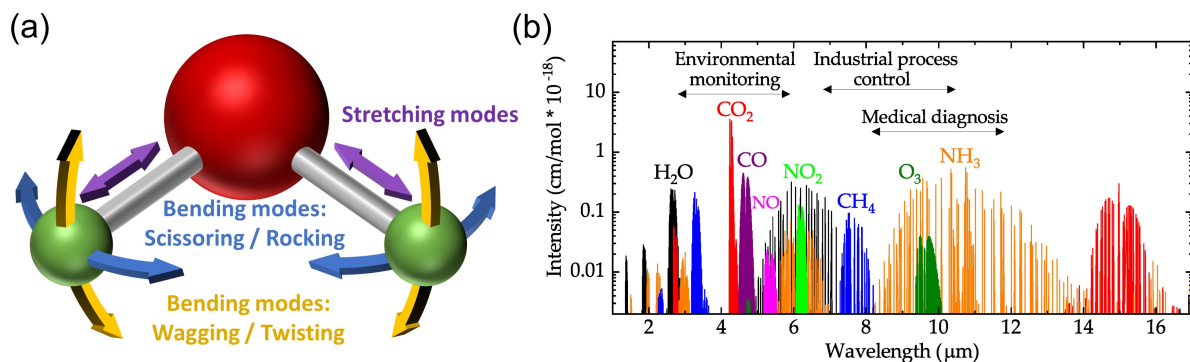 (a)
Stretching modes
Bending modes:
Scissoring / Rocking
Bending modes:
Wagging / Twisting
(b)
Intensity (cm/mol * 10⁻¹⁸)
10
1
0.1
0.01
Environmental
monitoring
Industrial process
control
Medical diagnosis
H₂O
CO₂
CO
NO
NO₂
CH₄
O₃
NH₃
2 4 6 8 10 12 14 16
Wavelength (μm)